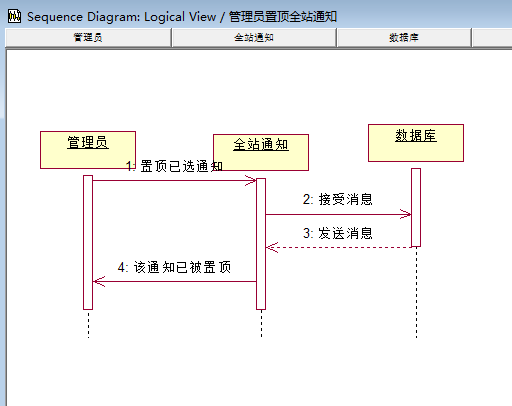 Sequence Diagram: Logical View / 管理员置顶全站通知
管理员 全站通知 数据库
管理员 全站通知 数据库
1: 置顶已选通知
2: 接受消息
3: 发送消息
4: 该通知已被置顶